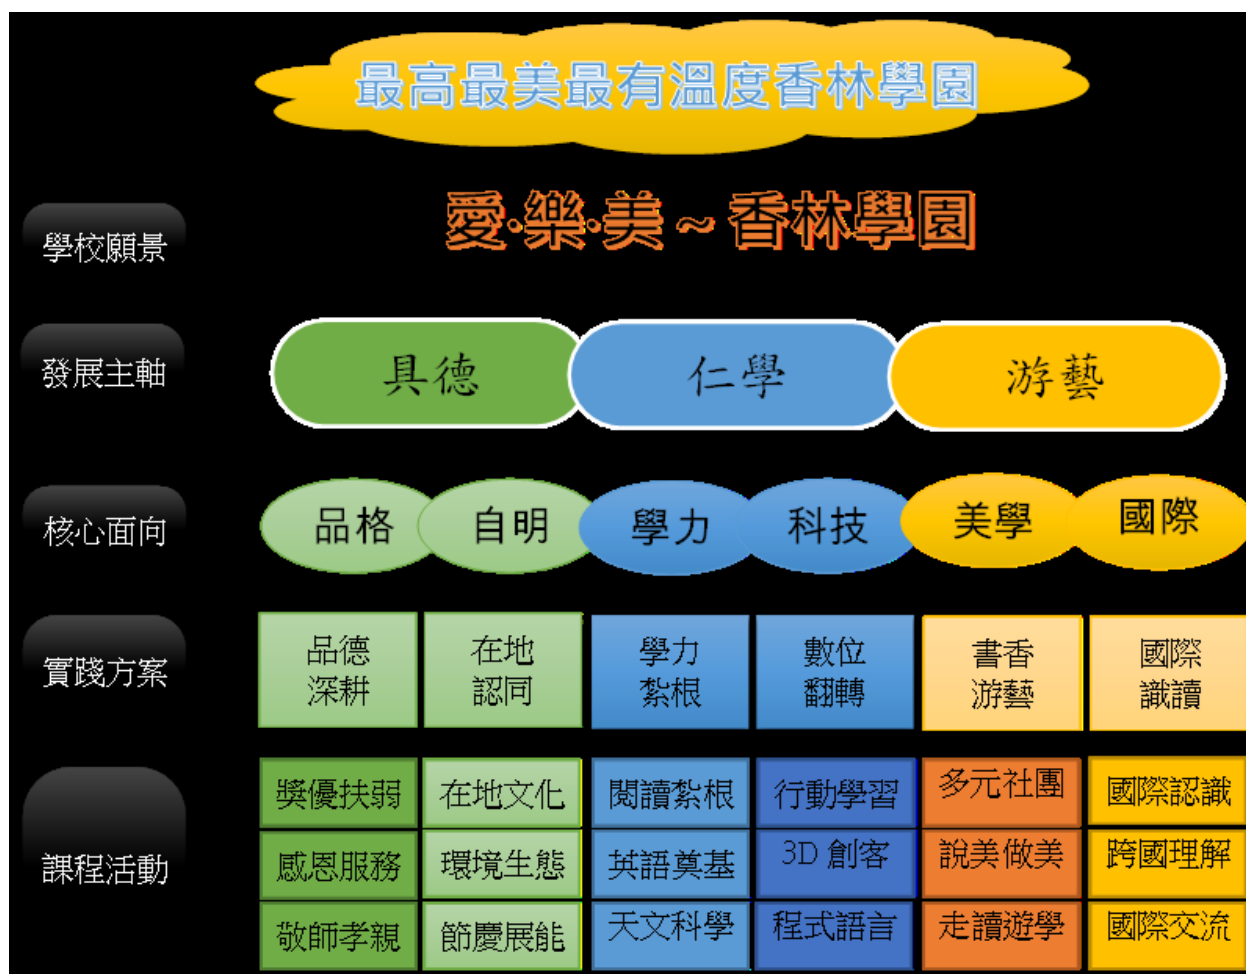 最高最美最有溫度香林學園
愛·樂·美~香林學園
學校願景
發展主軸
具德
仁學
游藝
核心面向
品格
自明
學力
科技
美學
國際
實踐方案
品德
深耕
在地
認同
學力
紮根
數位
翻轉
書香
游藝
國際
識讀
課程活動
獎優扶弱
在地文化
閱讀紮根
行動學習
多元社團
國際認識
感恩服務
環境生態
英語奠基
3D 創客
說美做美
跨國理解
敬師孝親
節慶展能
天文科學
程式語言
走讀遊學
國際交流